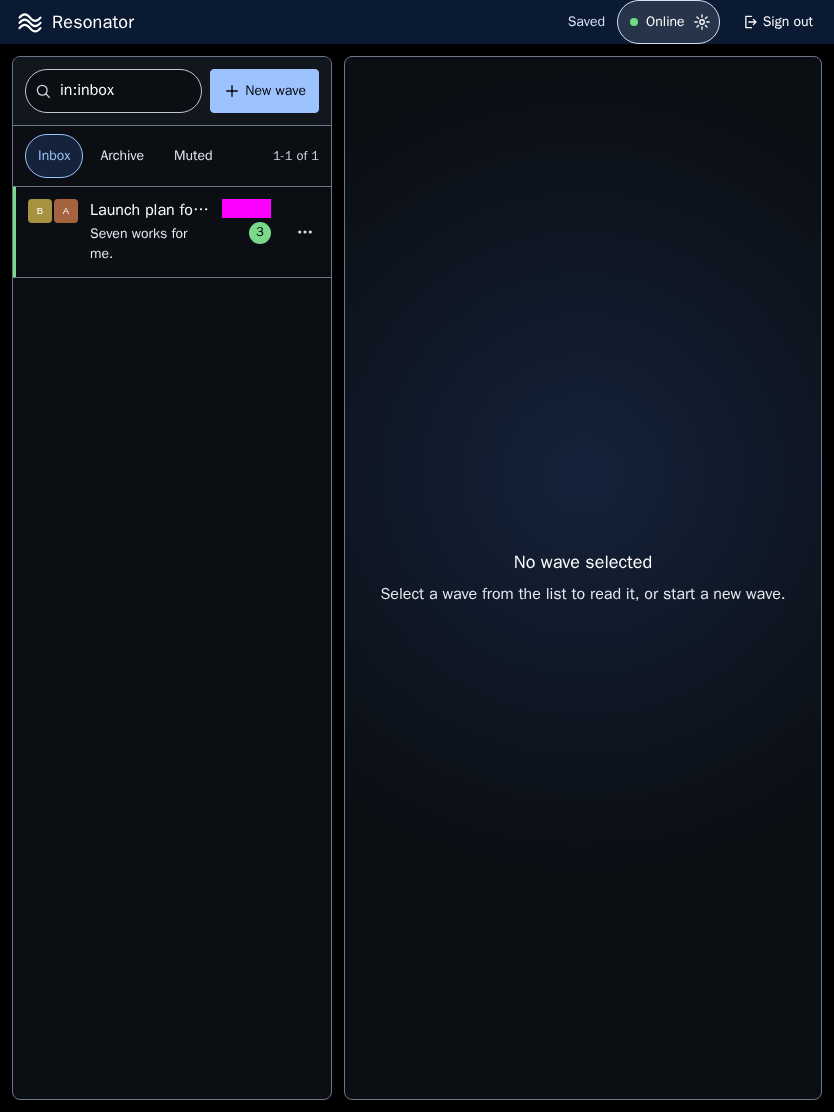 Resonator
Saved
Online
Sign out
in:inbox
New wave
Inbox
Archive
Muted
1-1 of 1
B
A
Launch plan fo…
Seven works for
me.
3
No wave selected
Select a wave from the list to read it, or start a new wave.